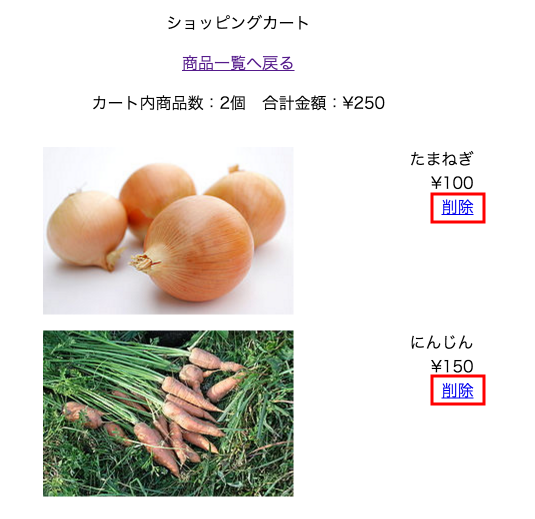 ショッピングカート
商品一覧へ戻る
カート内商品数：2個　合計金額：¥250
たまねぎ
¥100
削除
にんじん
¥150
削除